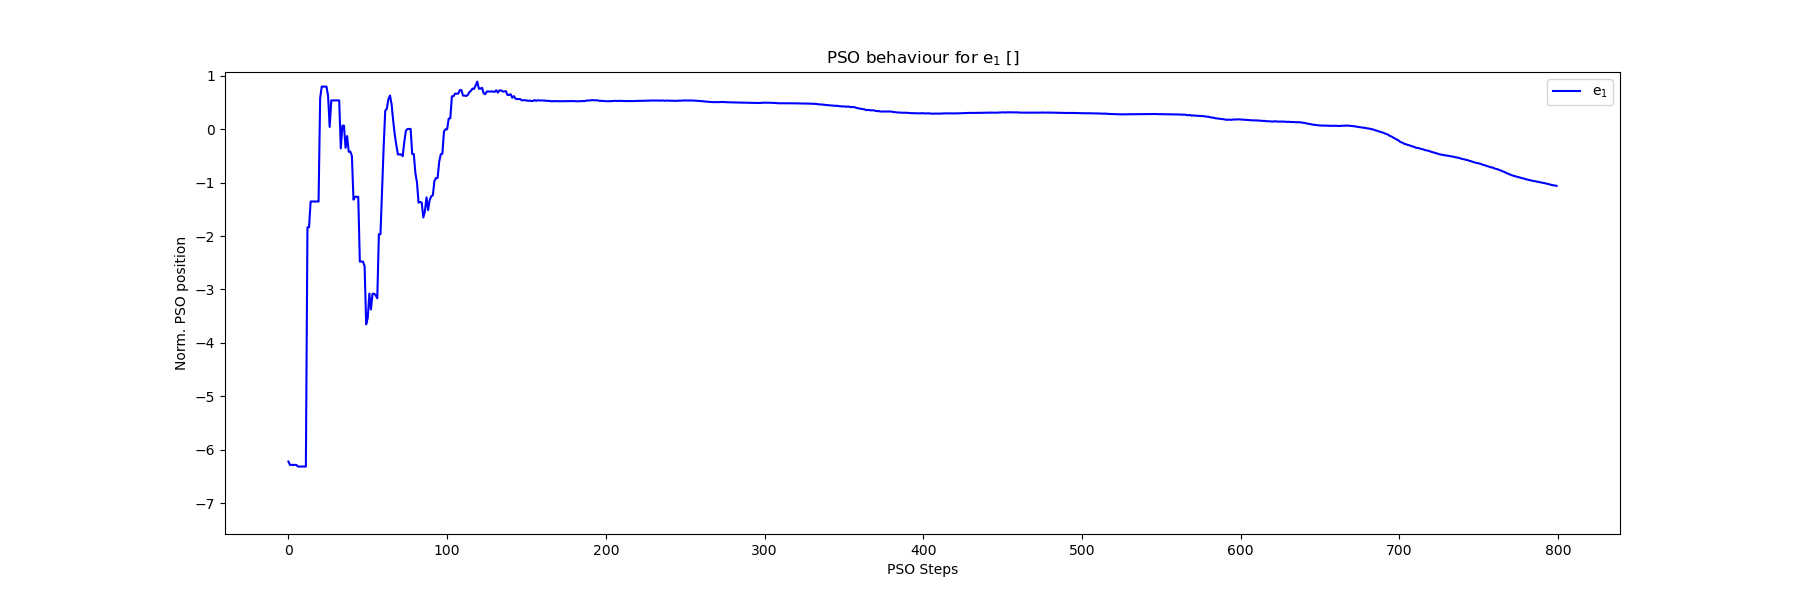 PSO behaviour for e₁ []
e₁
Norm. PSO position
1
0
−1
−2
−3
−4
−5
−6
−7
0 100 200 300 400 500 600 700 800
PSO Steps